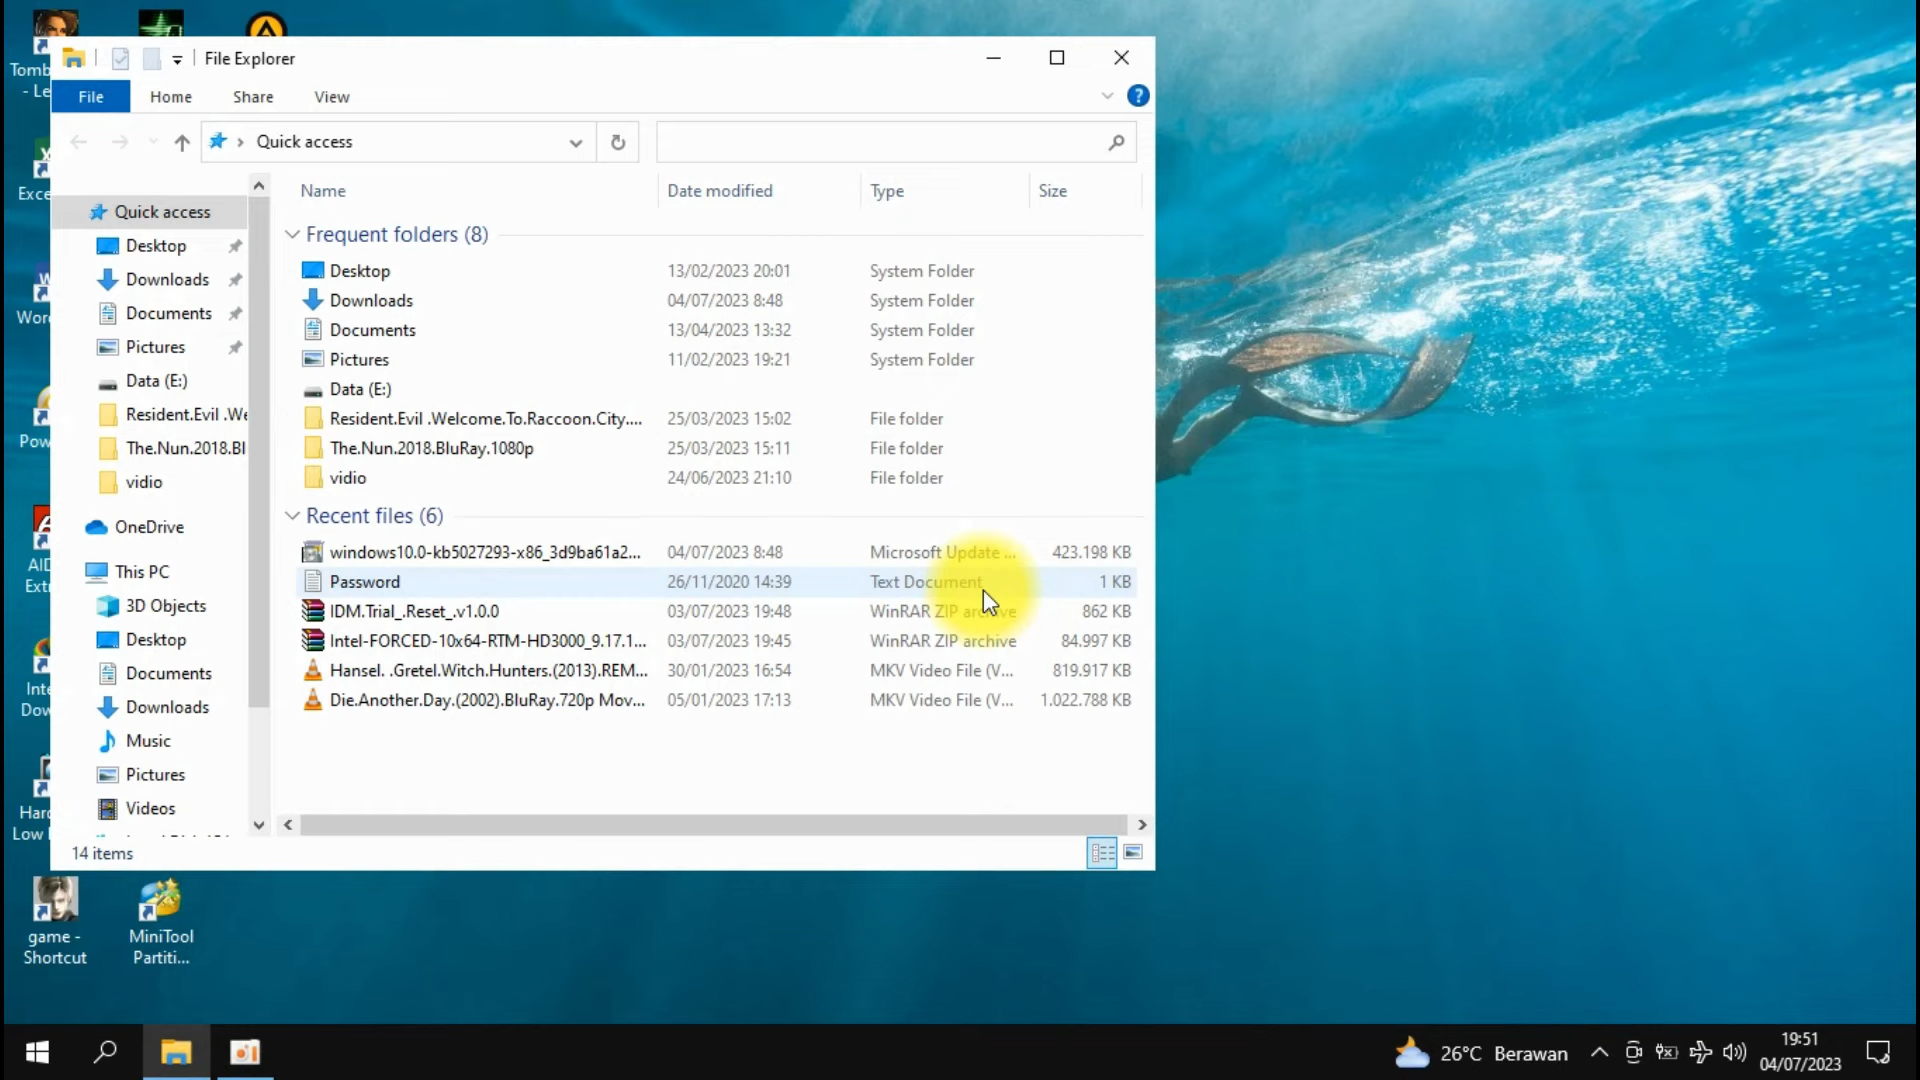 Tomb
- Le
Exce
Wor
Pow
AID
Extr
Inte
Dow
Hard
Low
game -
Shortcut
MiniTool
Partiti...
File Explorer
File Home Share View
Quick access
Name Date modified Type Size
Quick access
Desktop
Downloads
Documents
Pictures
Data (E:)
Resident.Evil .We
The.Nun.2018.Bl
vidio
OneDrive
This PC
3D Objects
Desktop
Documents
Downloads
Music
Pictures
Videos
Frequent folders (8)
Desktop 13/02/2023 20:01 System Folder
Downloads 04/07/2023 8:48 System Folder
Documents 13/04/2023 13:32 System Folder
Pictures 11/02/2023 19:21 System Folder
Data (E:)
Resident.Evil .Welcome.To.Raccoon.City.... 25/03/2023 15:02 File folder
The.Nun.2018.BluRay.1080p 25/03/2023 15:11 File folder
vidio 24/06/2023 21:10 File folder
Recent files (6)
windows10.0-kb5027293-x86_3d9ba61a2... 04/07/2023 8:48 Microsoft Update ... 423.198 KB
Password 26/11/2020 14:39 Text Document 1 KB
IDM.Trial_.Reset_.v1.0.0 03/07/2023 19:48 WinRAR ZIP archive 862 KB
Intel-FORCED-10x64-RTM-HD3000_9.17.1... 03/07/2023 19:45 WinRAR ZIP archive 84.997 KB
Hansel. .Gretel.Witch.Hunters.(2013).REM... 30/01/2023 16:54 MKV Video File (V... 819.917 KB
Die.Another.Day.(2002).BluRay.720p Mov... 05/01/2023 17:13 MKV Video File (V... 1.022.788 KB
14 items
26°C Berawan
19:51
04/07/2023